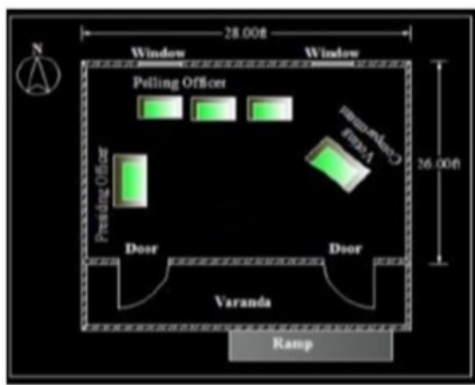 28.00ft
N
Window
Window
Polling Officer
Voting
Compartment
26.00ft
Presiding Officer
Door
Door
Varanda
Ramp